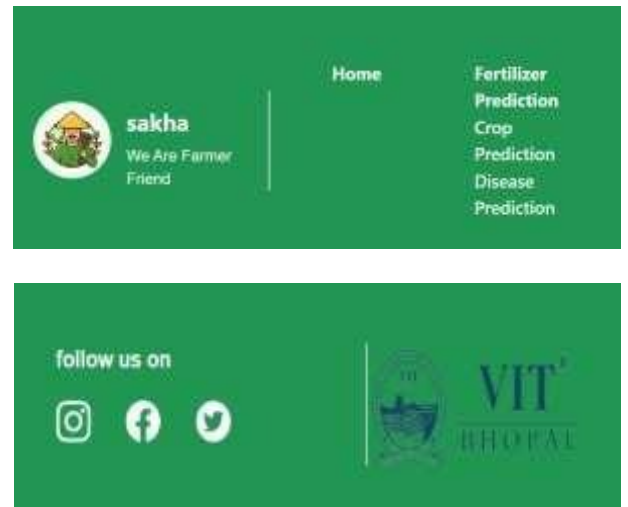 Home
Fertilizer
Prediction
sakha
Crop
We Are Farmer
Prediction
Friend
Disease
Prediction
follow us on
VIT
BHOPAL